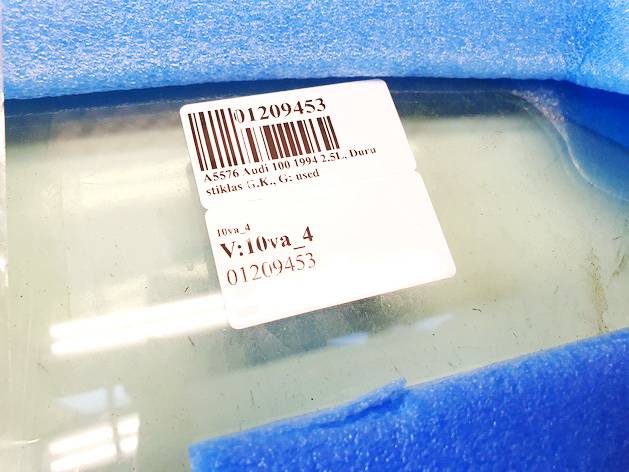 01209453
A5576 Audi 100 1994 2.5L, Duru
stiklas G.K., G: used
10va_4
V:10va_4
01209453